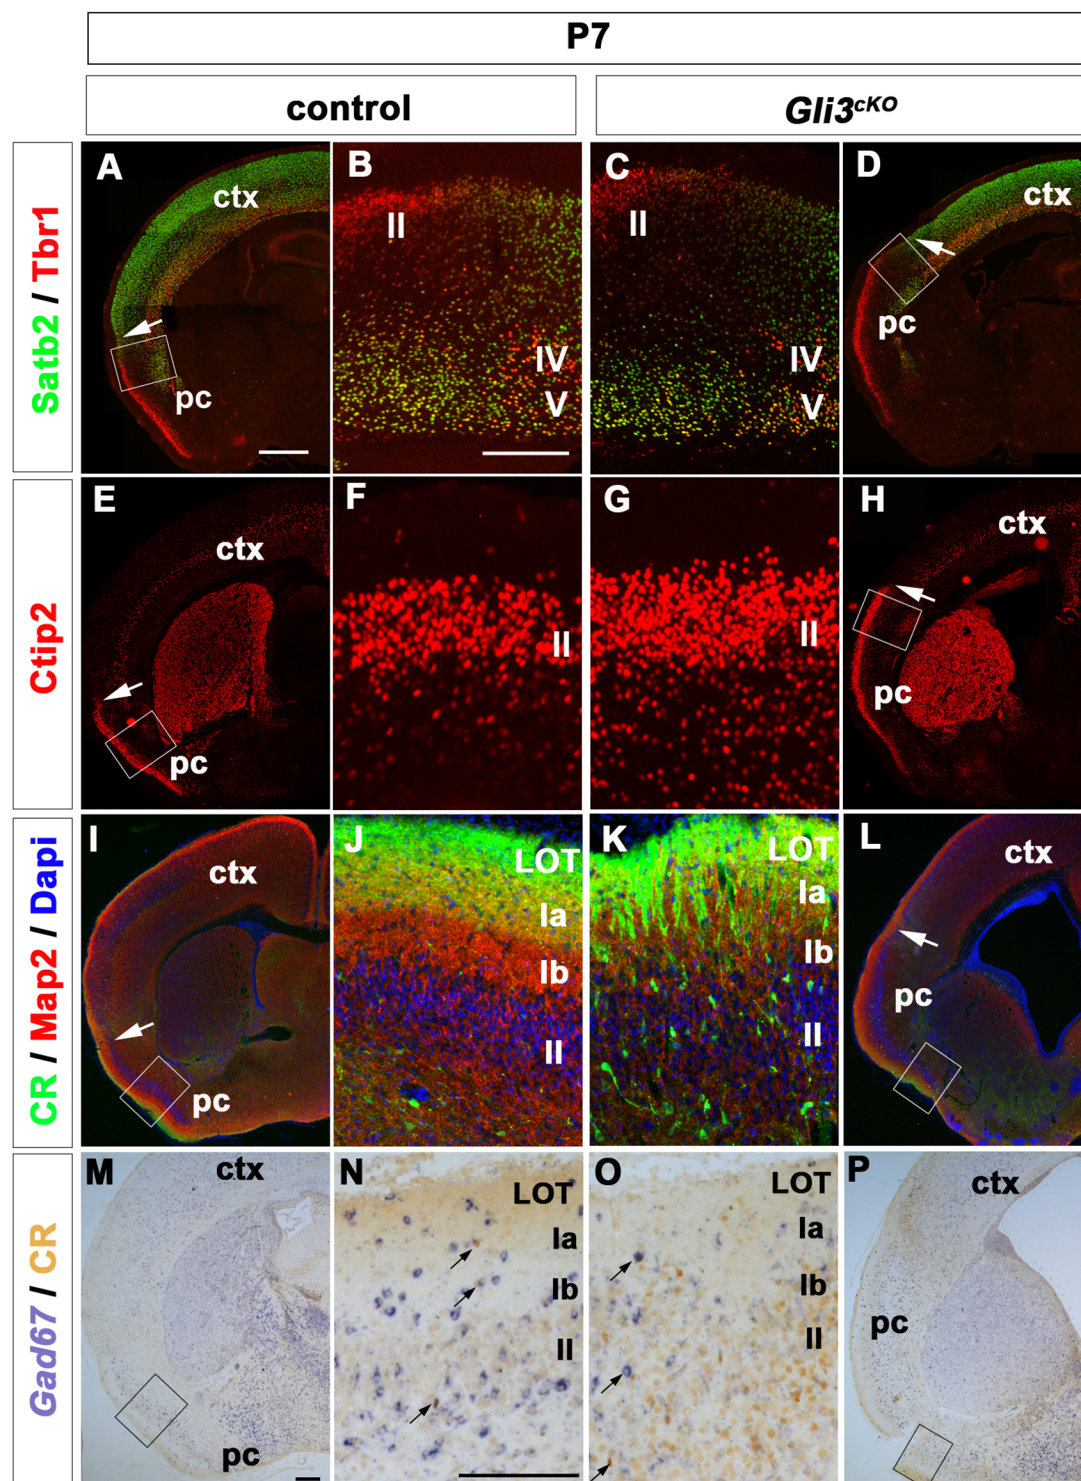 P7
control
Gli3cKO
Satb2 / Tbr1
A
ctx
pc
B
II
IV
V
C
II
IV
V
D
ctx
pc
Ctip2
E
ctx
pc
F
II
G
II
H
ctx
pc
CR / Map2 / Dapi
I
ctx
pc
J
LOT
Ia
Ib
II
K
LOT
Ia
Ib
II
L
ctx
pc
Gad67 / CR
M
ctx
pc
N
LOT
Ia
Ib
II
O
LOT
Ia
Ib
II
P
ctx
pc